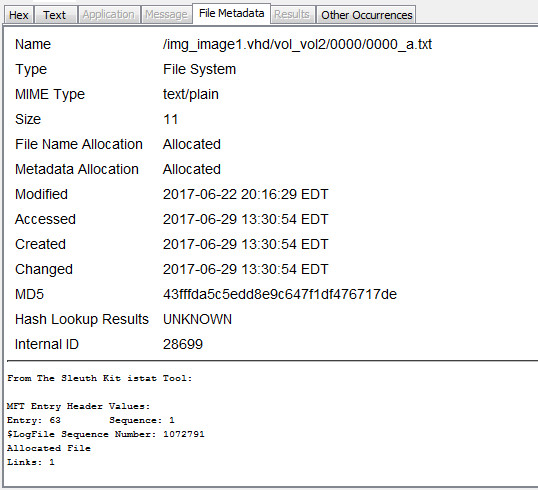 Hex Text Application Message File Metadata Results Other Occurrences
Name /img_image1.vhd/vol_vol2/0000/0000_a.txt
Type File System
MIME Type text/plain
Size 11
File Name Allocation Allocated
Metadata Allocation Allocated
Modified 2017-06-22 20:16:29 EDT
Accessed 2017-06-29 13:30:54 EDT
Created 2017-06-29 13:30:54 EDT
Changed 2017-06-29 13:30:54 EDT
MD5 43fffda5c5edd8e9c647f1df476717de
Hash Lookup Results UNKNOWN
Internal ID 28699
From The Sleuth Kit istat Tool:
MFT Entry Header Values:
Entry: 63 Sequence: 1
$LogFile Sequence Number: 1072791
Allocated File
Links: 1